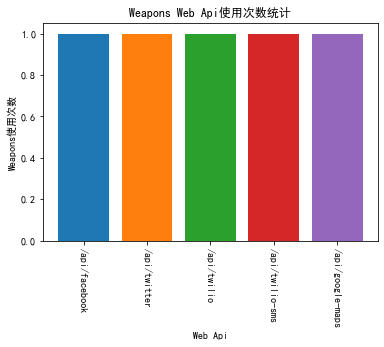 Weapons Web Api使用次数统计
Weapons使用次数
1.0
0.8
0.6
0.4
0.2
0.0
/api/facebook
/api/twitter
/api/twilio
/api/twilio-sms
/api/google-maps
Web Api